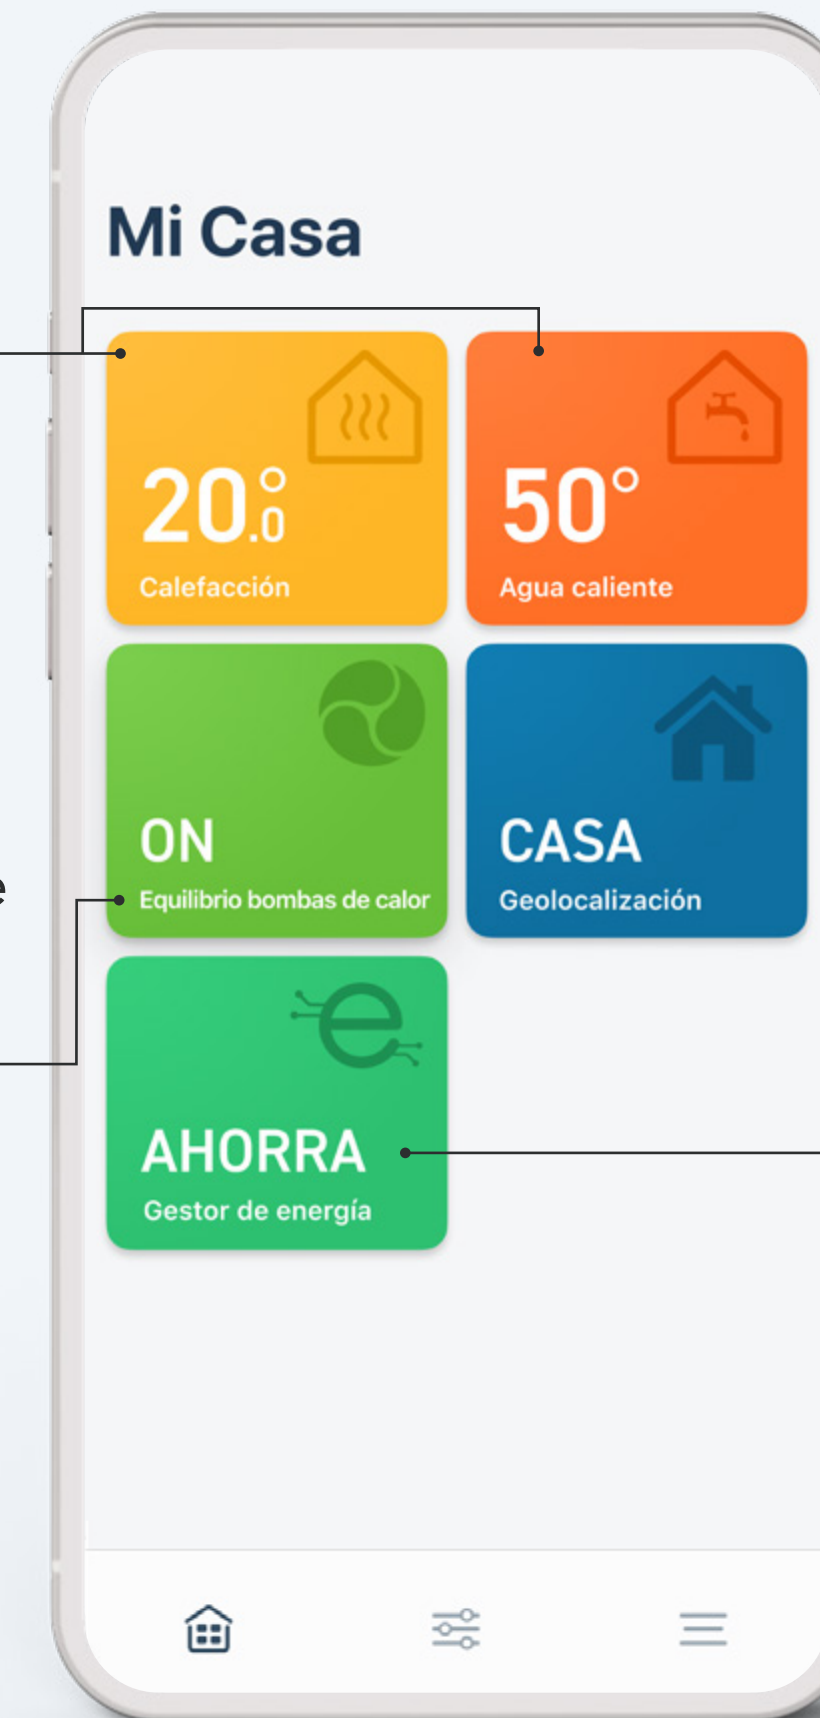 Mi Casa
20.0°
Calefacción
50°
Agua caliente
ON
Equilibrio bombas de calor
CASA
Geolocalización
AHORRA
Gestor de energía